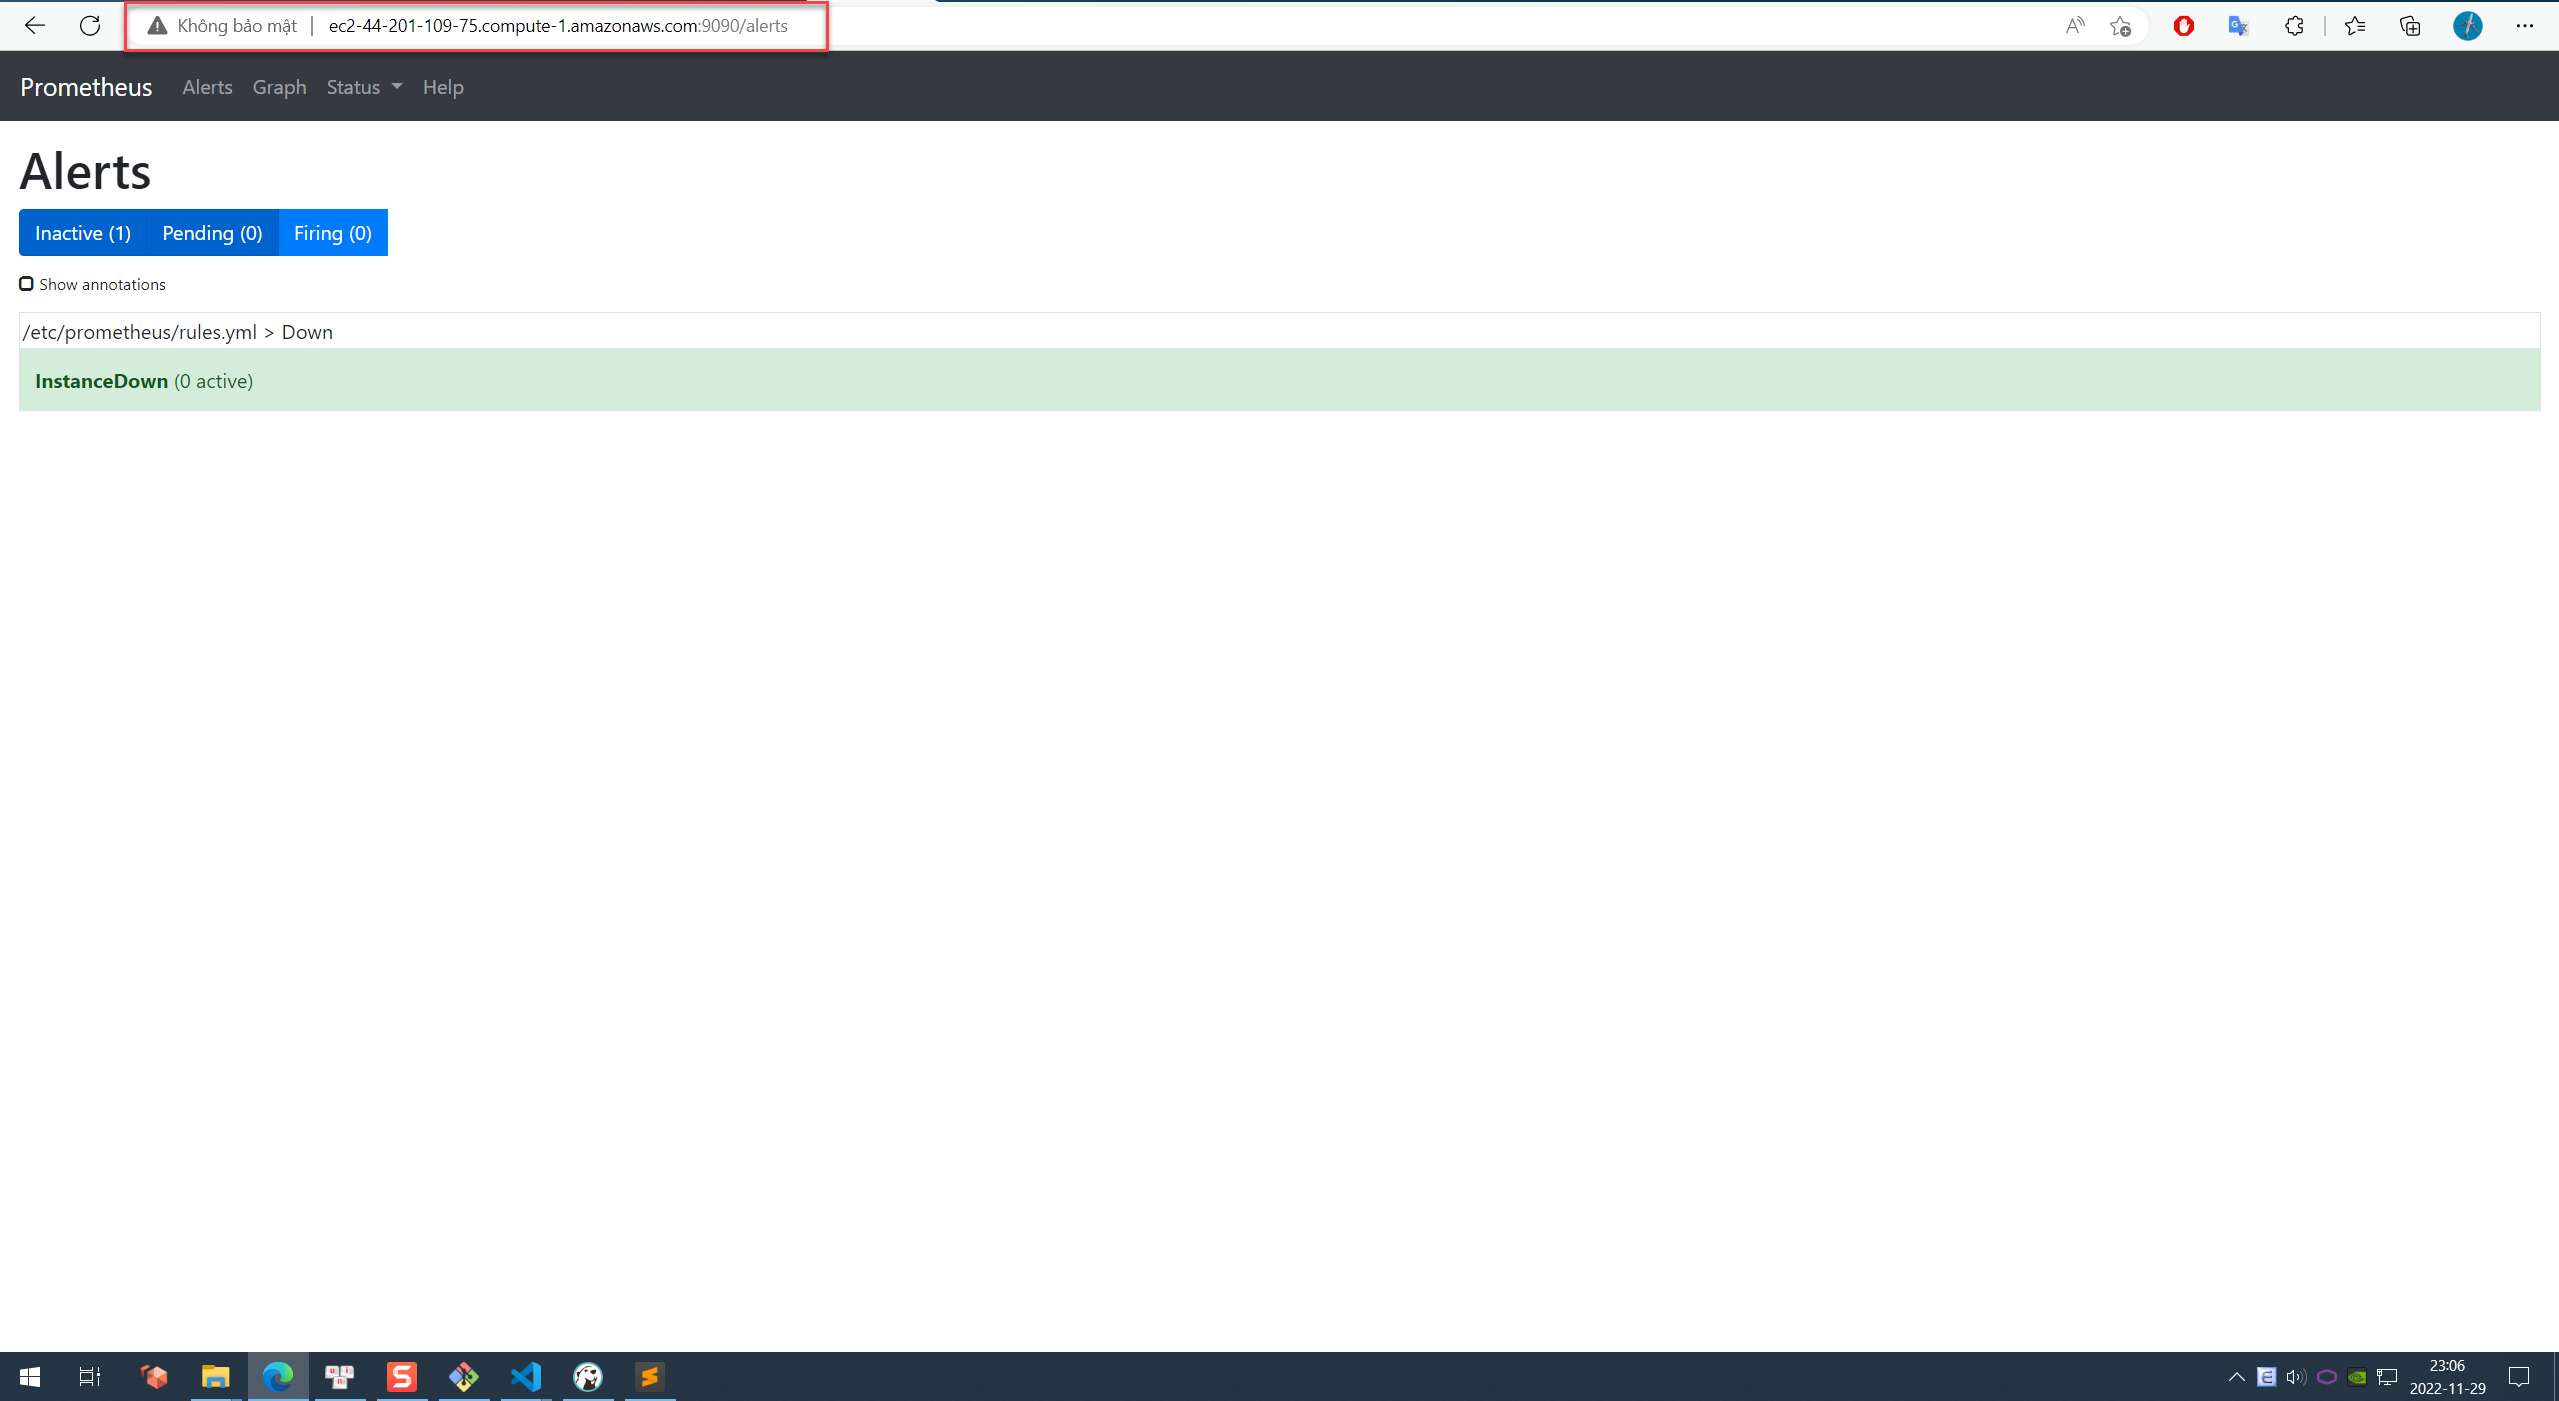 Không bảo mật | ec2-44-201-109-75.compute-1.amazonaws.com:9090/alerts
Prometheus Alerts Graph Status Help
Alerts
Inactive (1) Pending (0) Firing (0)
Show annotations
/etc/prometheus/rules.yml > Down
InstanceDown (0 active)
23:06
2022-11-29